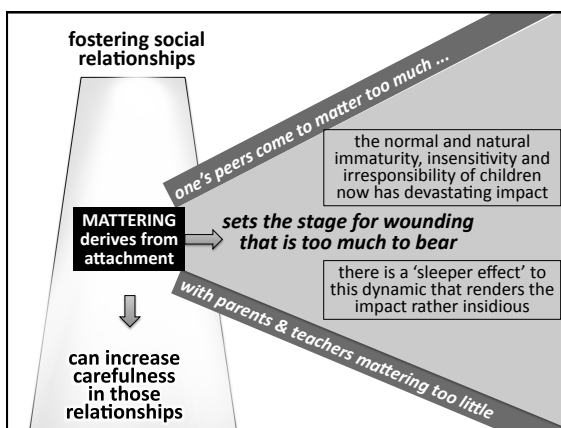 fostering social
relationships
one's peers come to matter too much ...
the normal and natural
immaturity, insensitivity and
irresponsibility of children
now has devastating impact
MATTERING
derives from
attachment
sets the stage for wounding
that is too much to bear
there is a 'sleeper effect' to
this dynamic that renders the
impact rather insidious
with parents & teachers mattering too little
can increase
carefulness
in those
relationships